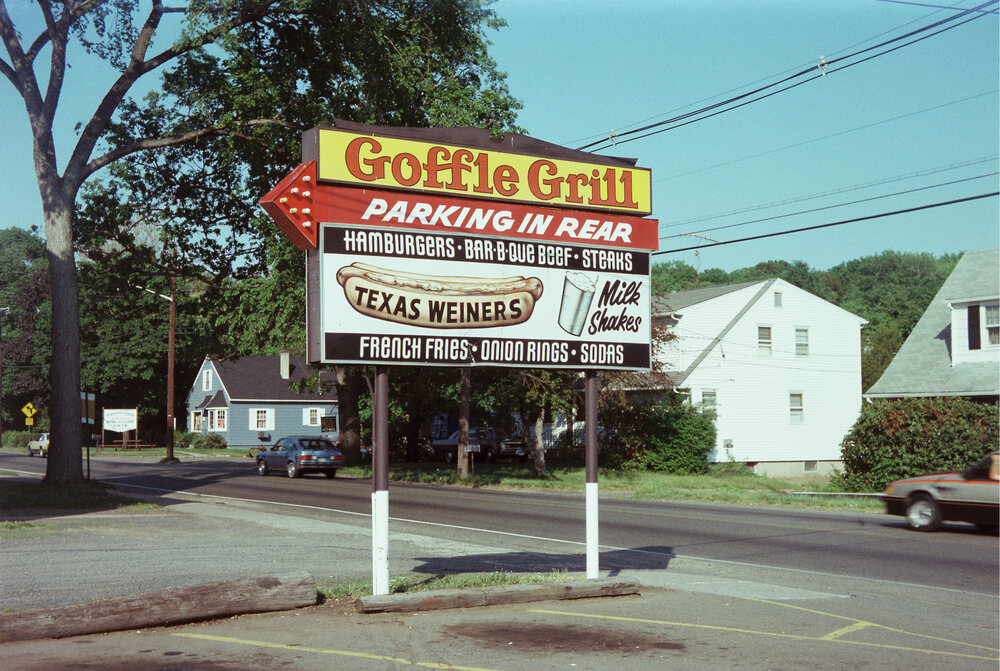 Goffle Grill
PARKING IN REAR
HAMBURGERS • BAR-B-QUE BEEF • STEAKS
TEXAS WEINERS
Milk
Shakes
FRENCH FRIES • ONION RINGS • SODAS